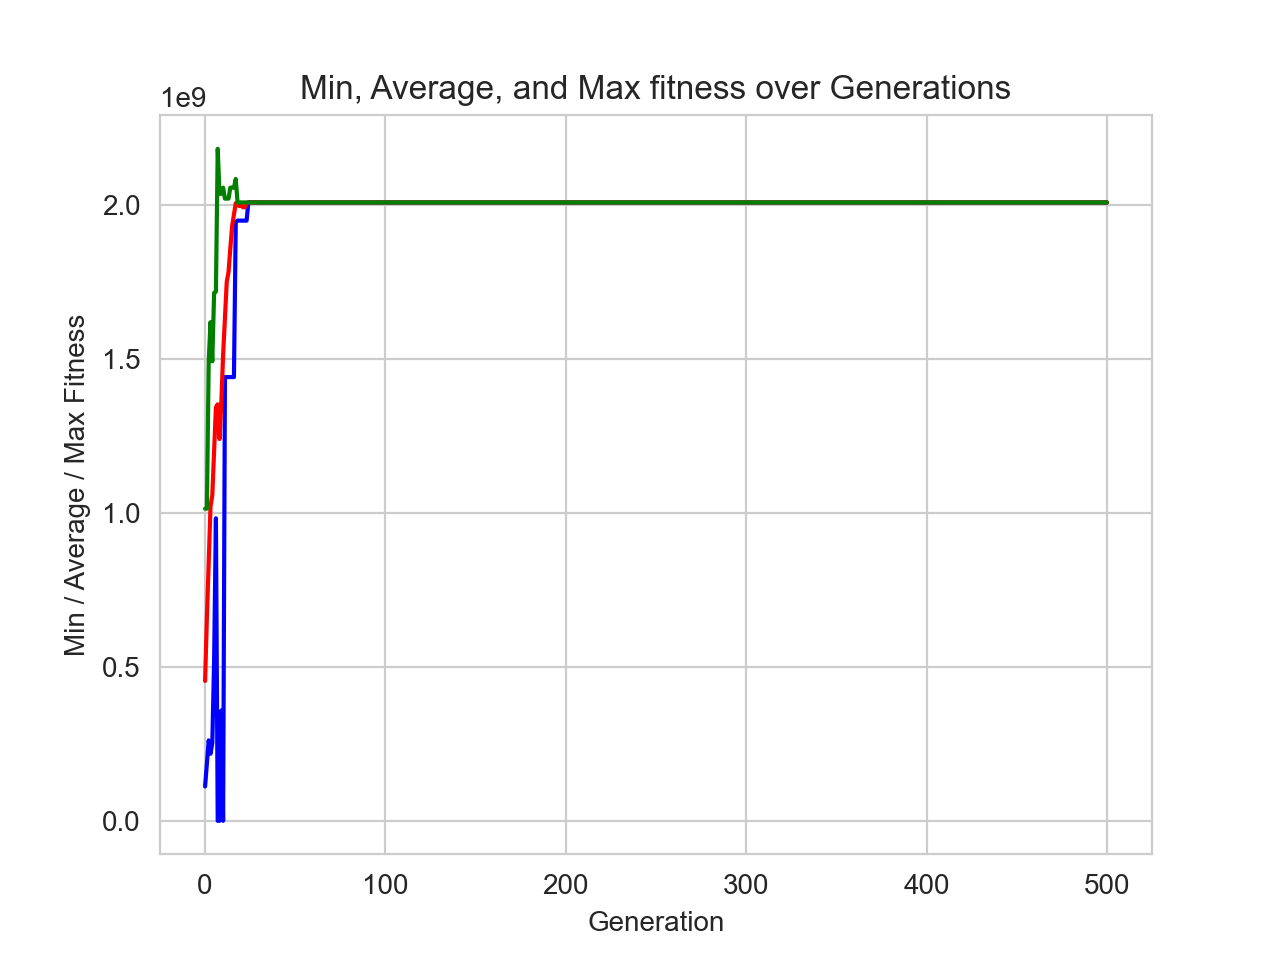 Min, Average, and Max fitness over Generations
1e9
2.0
1.5
1.0
0.5
0.0
Min / Average / Max Fitness
0 100 200 300 400 500
Generation